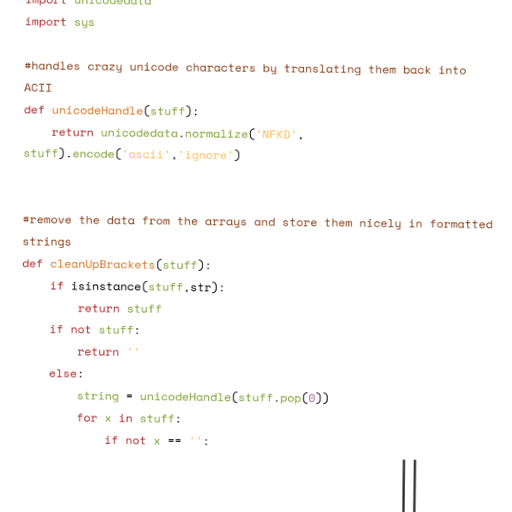 import unicodedata
import sys
#handles crazy unicode characters by translating them back into
ACII
def unicodeHandle(stuff):
    return unicodedata.normalize('NFKD',
stuff).encode('ascii','ignore')
#remove the data from the arrays and store them nicely in formatted
strings
def cleanUpBrackets(stuff):
    if isinstance(stuff,str):
        return stuff
    if not stuff:
        return ''
    else:
        string = unicodeHandle(stuff.pop(0))
        for x in stuff:
            if not x == '':